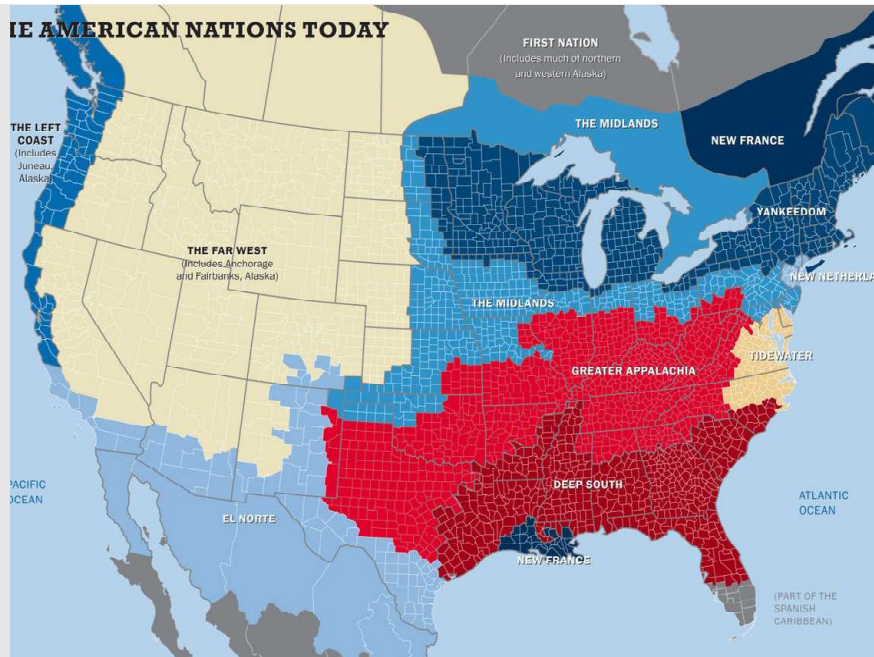 HE AMERICAN NATIONS TODAY
FIRST NATION
(Includes much of northern
and western Alaska)
THE MIDLANDS
NEW FRANCE
THE LEFT
COAST
(Includes
Juneau,
Alaska)
YANKEEDOM
THE FAR WEST
(Includes Anchorage
and Fairbanks, Alaska)
NEW NETHERLA
THE MIDLANDS
TIDEWATER
GREATER APPALACHIA
DEEP SOUTH
PACIFIC
OCEAN
ATLANTIC
OCEAN
EL NORTE
NEW FRANCE
(PART OF THE
SPANISH
CARIBBEAN)